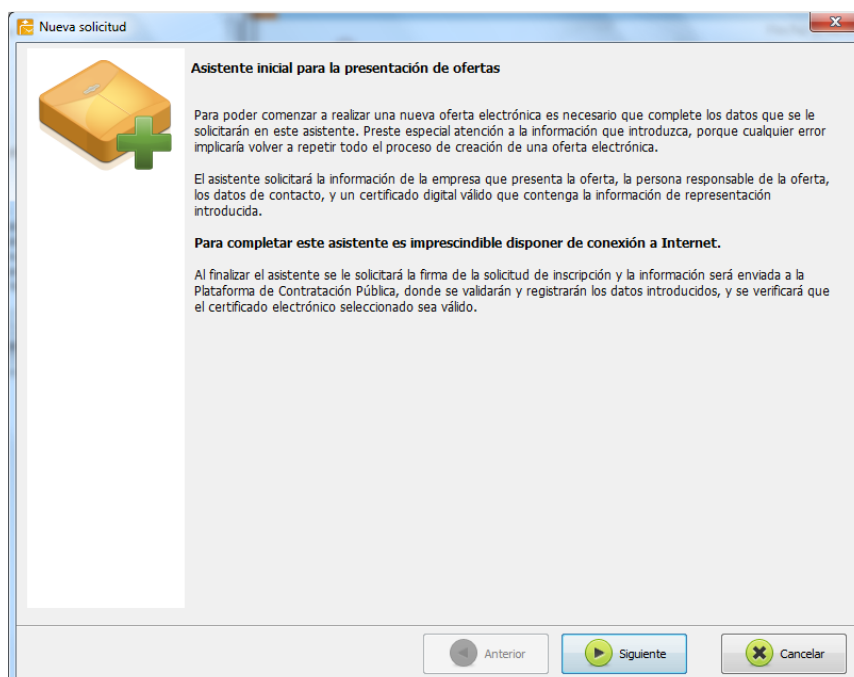 Nueva solicitud
Asistente inicial para la presentación de ofertas
Para poder comenzar a realizar una nueva oferta electrónica es necesario que complete los datos que se le
solicitarán en este asistente. Preste especial atención a la información que introduzca, porque cualquier error
implicaría volver a repetir todo el proceso de creación de una oferta electrónica.
El asistente solicitará la información de la empresa que presenta la oferta, la persona responsable de la oferta,
los datos de contacto, y un certificado digital válido que contenga la información de representación
introducida.
Para completar este asistente es imprescindible disponer de conexión a Internet.
Al finalizar el asistente se le solicitará la firma de la solicitud de inscripción y la información será enviada a la
Plataforma de Contratación Pública, donde se validarán y registrarán los datos introducidos, y se verificará que
el certificado electrónico seleccionado sea válido.
Anterior
Siguiente
Cancelar